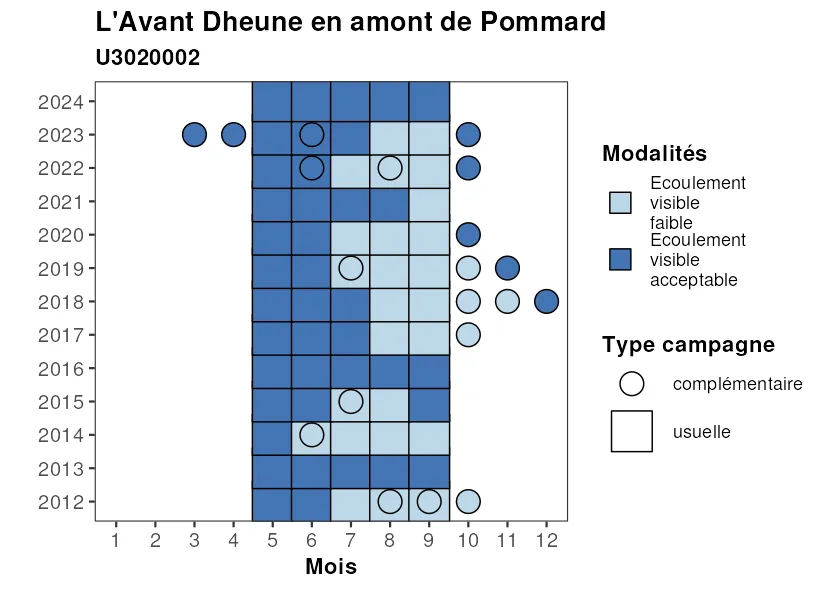 L'Avant Dheune en amont de Pommard
U3020002
2024
2023
2022
2021
2020
2019
2018
2017
2016
2015
2014
2013
2012
1 2 3 4 5 6 7 8 9 10 11 12
Mois
Modalités
Ecoulement
visible
faible
Ecoulement
visible
acceptable
Type campagne
complémentaire
usuelle